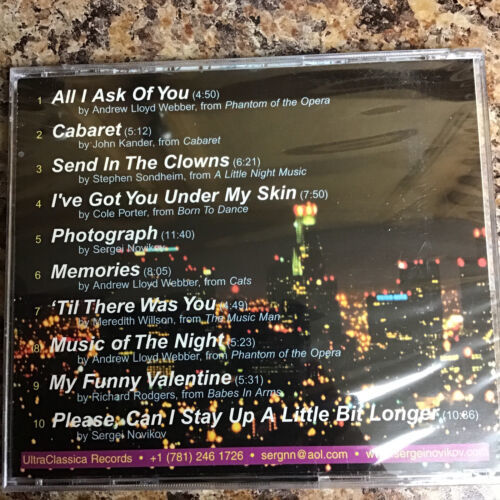 1 All I Ask Of You (4:50)
by Andrew Lloyd Webber, from Phantom of the Opera
2 Cabaret (5:12)
by John Kander, from Cabaret
3 Send In The Clowns (6:21)
by Stephen Sondheim, from A Little Night Music
4 I've Got You Under My Skin (7:50)
by Cole Porter, from Born To Dance
5 Photograph (11:40)
by Sergei Novikov
6 Memories (8:05)
by Andrew Lloyd Webber, from Cats
7 'Til There Was You (4:49)
by Meredith Willson, from The Music Man
8 Music of The Night (5:23)
by Andrew Lloyd Webber, from Phantom of the Opera
9 My Funny Valentine (5:31)
by Richard Rodgers, from Babes In Arms
10 Please, Can I Stay Up A Little Bit Longer (10:36)
by Sergei Novikov
UltraClassica Records • +1 (781) 246 1726 • sergnn@aol.com • www.sergeinovikov.com